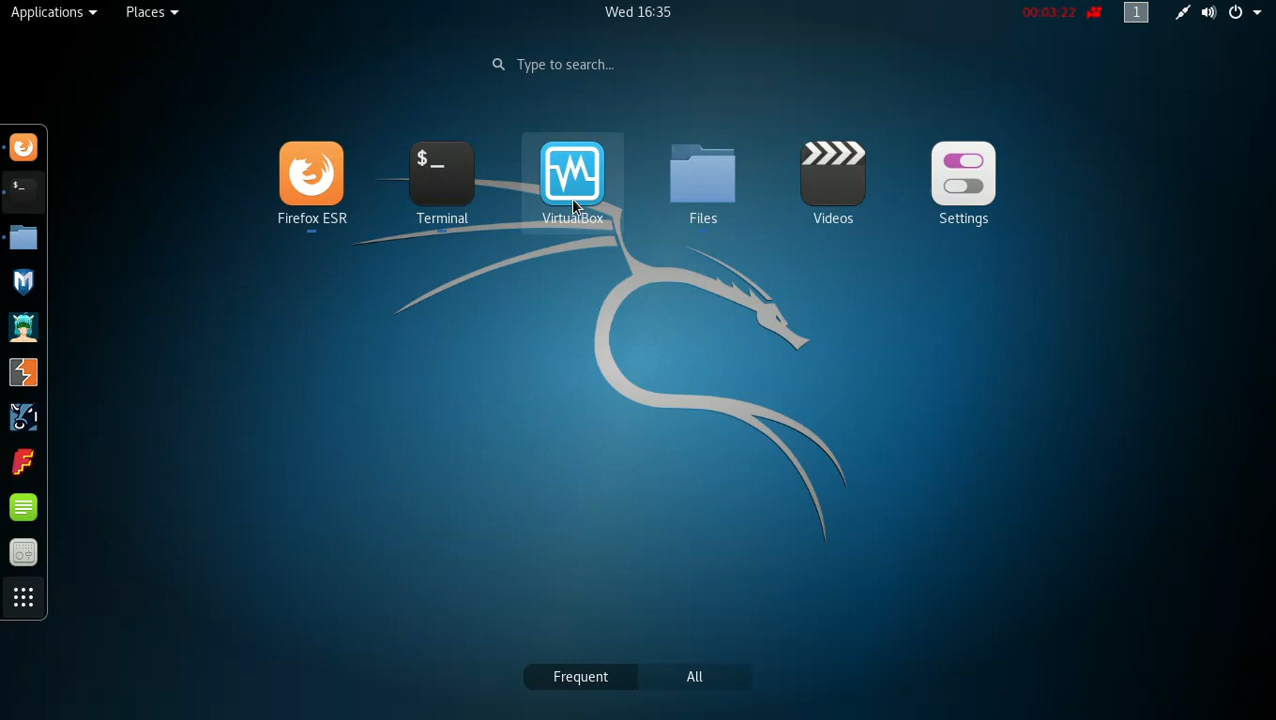 Applications Places Wed 16:35 00:03:22 1
Type to search...
$_
$_
Firefox ESR Terminal VirtualBox Files Videos Settings
Frequent All